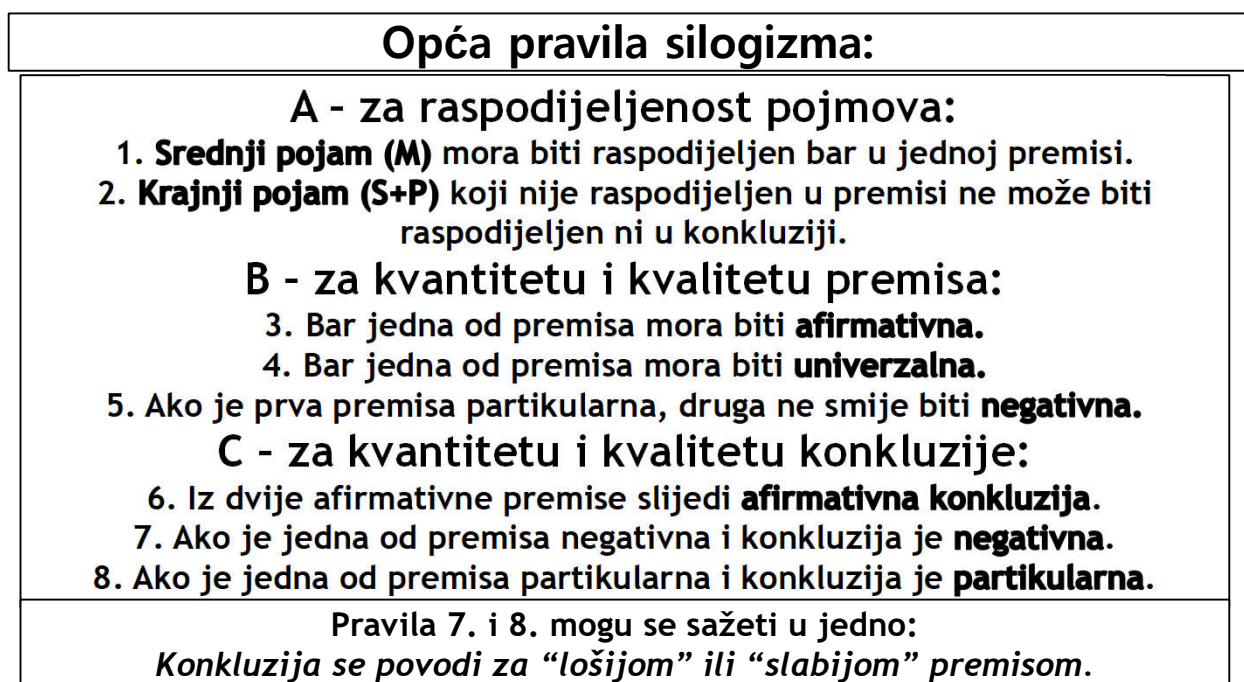 Opća pravila silogizma:
A – za raspodijeljenost pojmova:
1. Srednji pojam (M) mora biti raspodijeljen bar u jednoj premisi.
2. Krajnji pojam (S+P) koji nije raspodijeljen u premisi ne može biti
raspodijeljen ni u konkluziji.
B – za kvantitetu i kvalitetu premisa:
3. Bar jedna od premisa mora biti afirmativna.
4. Bar jedna od premisa mora biti univerzalna.
5. Ako je prva premisa partikularna, druga ne smije biti negativna.
C – za kvantitetu i kvalitetu konkluzije:
6. Iz dvije afirmativne premise slijedi afirmativna konkluzija.
7. Ako je jedna od premisa negativna i konkluzija je negativna.
8. Ako je jedna od premisa partikularna i konkluzija je partikularna.
Pravila 7. i 8. mogu se sažeti u jedno:
Konkluzija se povodi za “lošijom” ili “slabijom” premisom.